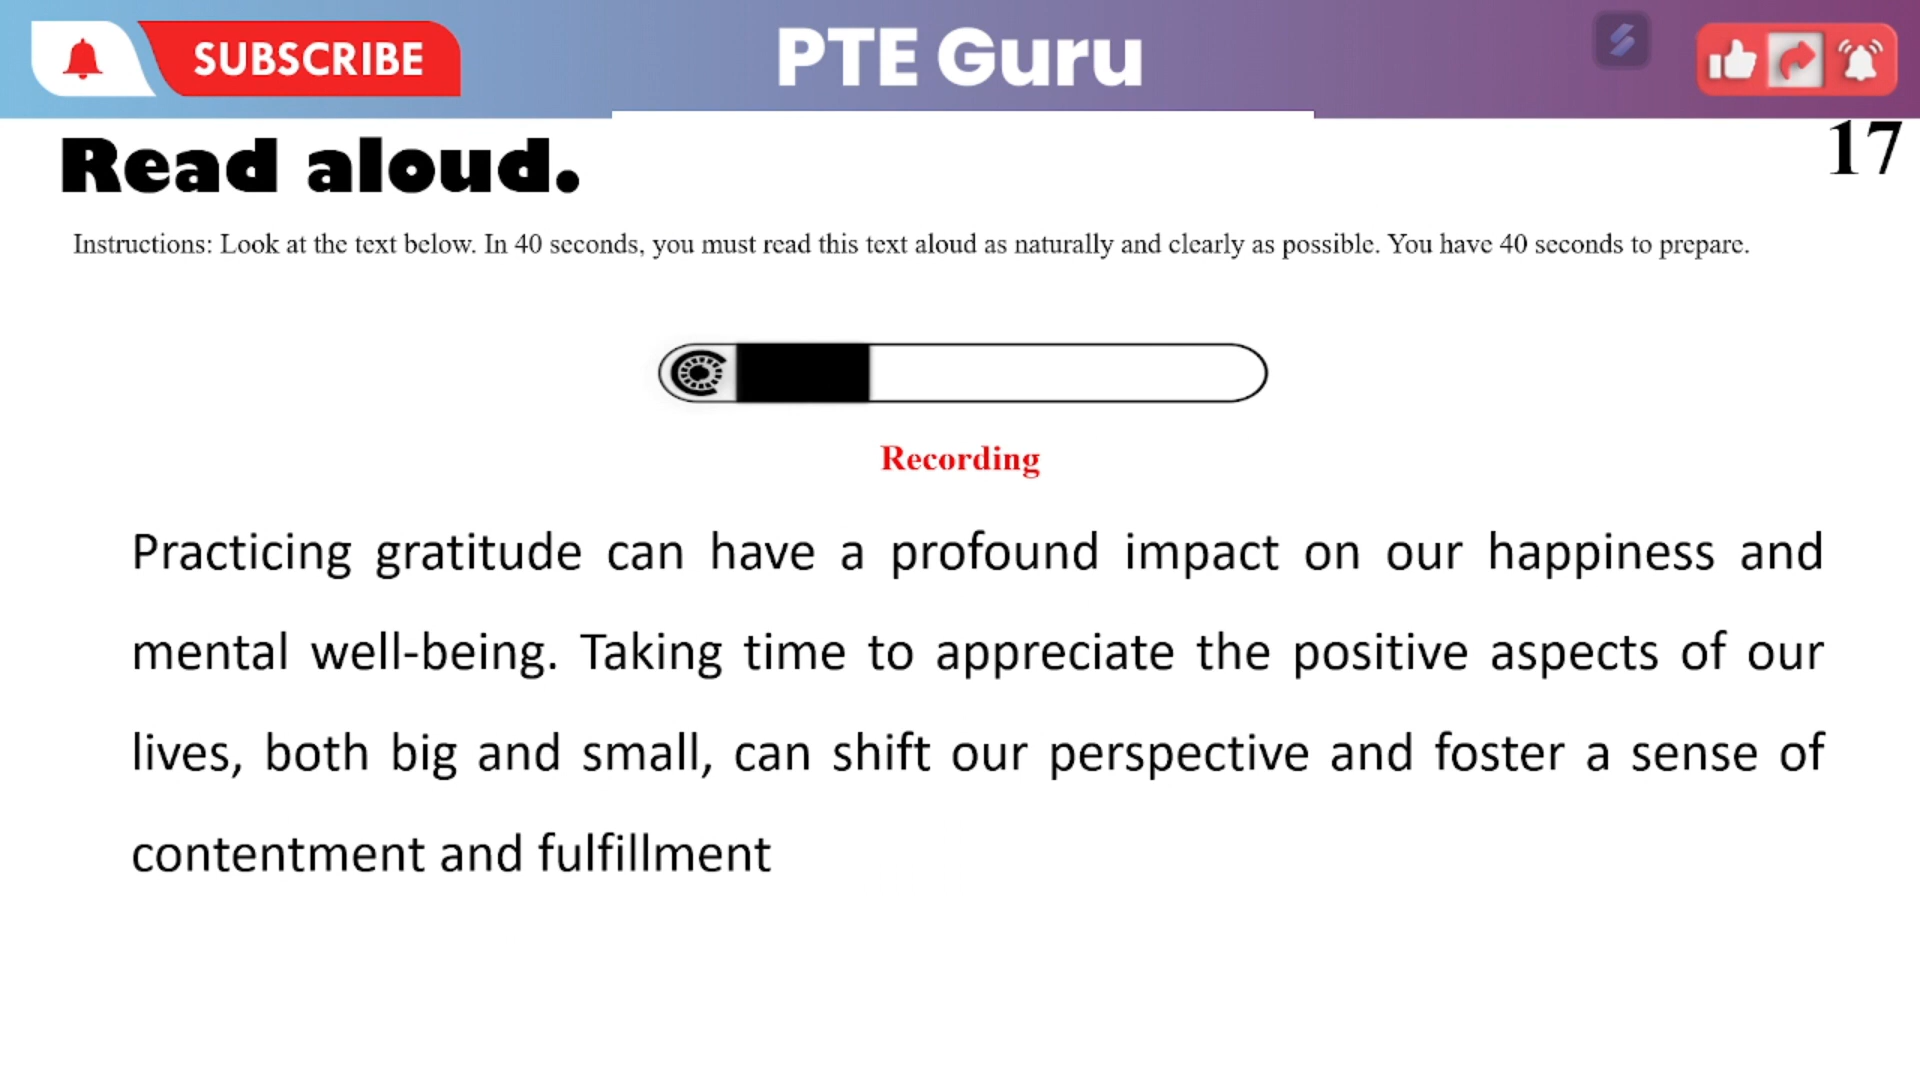 SUBSCRIBE
PTE Guru
Read aloud.
17
Instructions: Look at the text below. In 40 seconds, you must read this text aloud as naturally and clearly as possible. You have 40 seconds to prepare.
Recording
Practicing gratitude can have a profound impact on our happiness and
mental well-being. Taking time to appreciate the positive aspects of our
lives, both big and small, can shift our perspective and foster a sense of
contentment and fulfillment